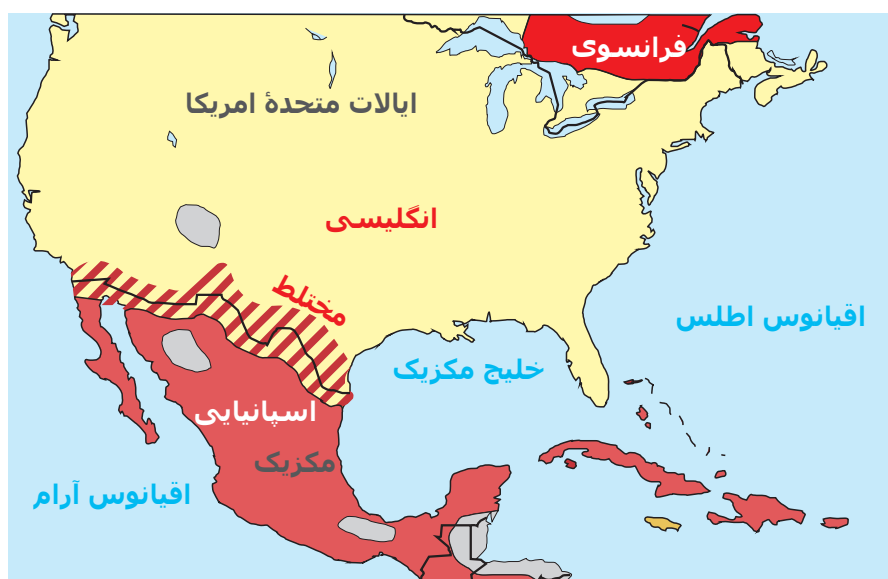 فرانسوی
ایالات متحدهٔ امریکا
انگلیسی
مختلط
اقیانوس اطلس
خلیج مکزیک
اسپانیایی
مکزیک
اقیانوس آرام